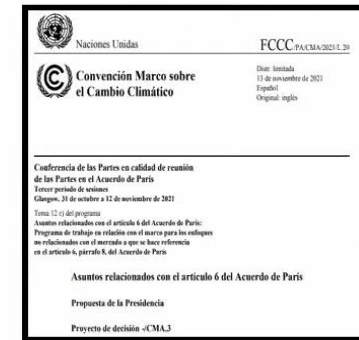 Naciones Unidas
FCCC/PA/CMA/2021/L.20
Convención Marco sobre
el Cambio Climático
Distr. limitada
13 de noviembre de 2021
Español
Original: inglés
Conferencia de las Partes en calidad de reunión
de las Partes en el Acuerdo de París
Tercer período de sesiones
Glasgow, 31 de octubre a 12 de noviembre de 2021
Tema 12 c) del programa
Asuntos relacionados con el artículo 6 del Acuerdo de París:
Programa de trabajo en relación con el marco para los enfoques
no relacionados con el mercado a que se hace referencia
en el artículo 6, párrafo 8, del Acuerdo de París
Asuntos relacionados con el artículo 6 del Acuerdo de París
Propuesta de la Presidencia
Proyecto de decisión -/CMA.3